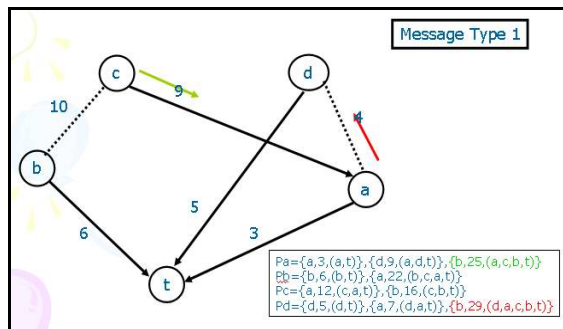 Message Type 1
c
d
9
4
10
b
a
5
6
3
t
Pa={a,3,(a,t)},{d,9,(a,d,t)},{b,25,(a,c,b,t)}
Pb={b,6,(b,t)},{a,22,(b,c,a,t)}
Pc={a,12,(c,a,t)},{b,16,(c,b,t)}
Pd={d,5,(d,t)},{a,7,(d,a,t)},{b,29,(d,a,c,b,t)}